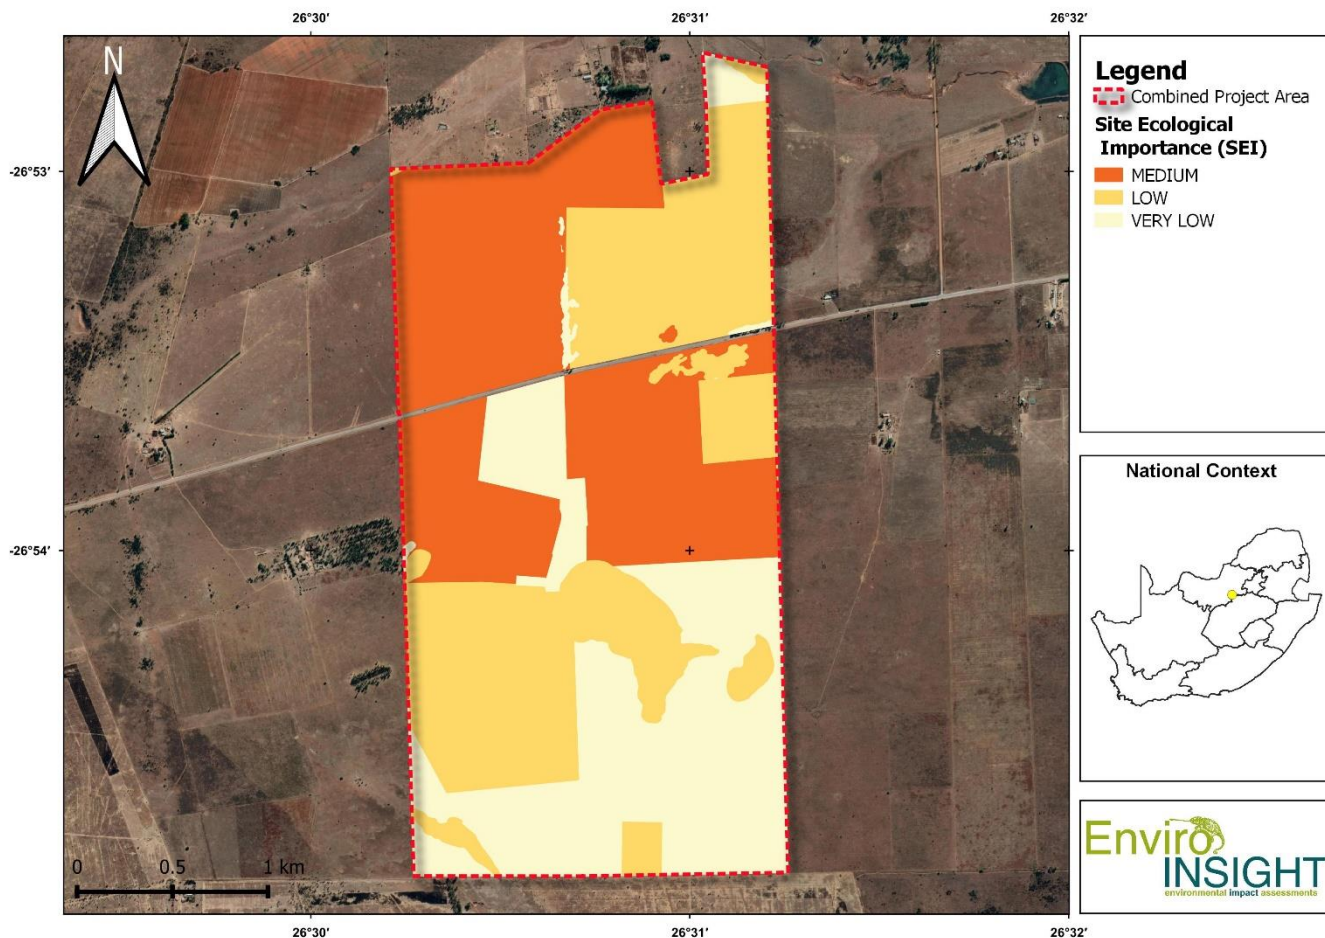 26°30'
26°31'
26°32'
N
-26°53'
-26°54'
0 0.5 1 km
26°30'
26°31'
26°32'
Legend
Combined Project Area
Site Ecological
Importance (SEI)
MEDIUM
LOW
VERY LOW
National Context
Enviro
INSIGHT
environmental impact assessments